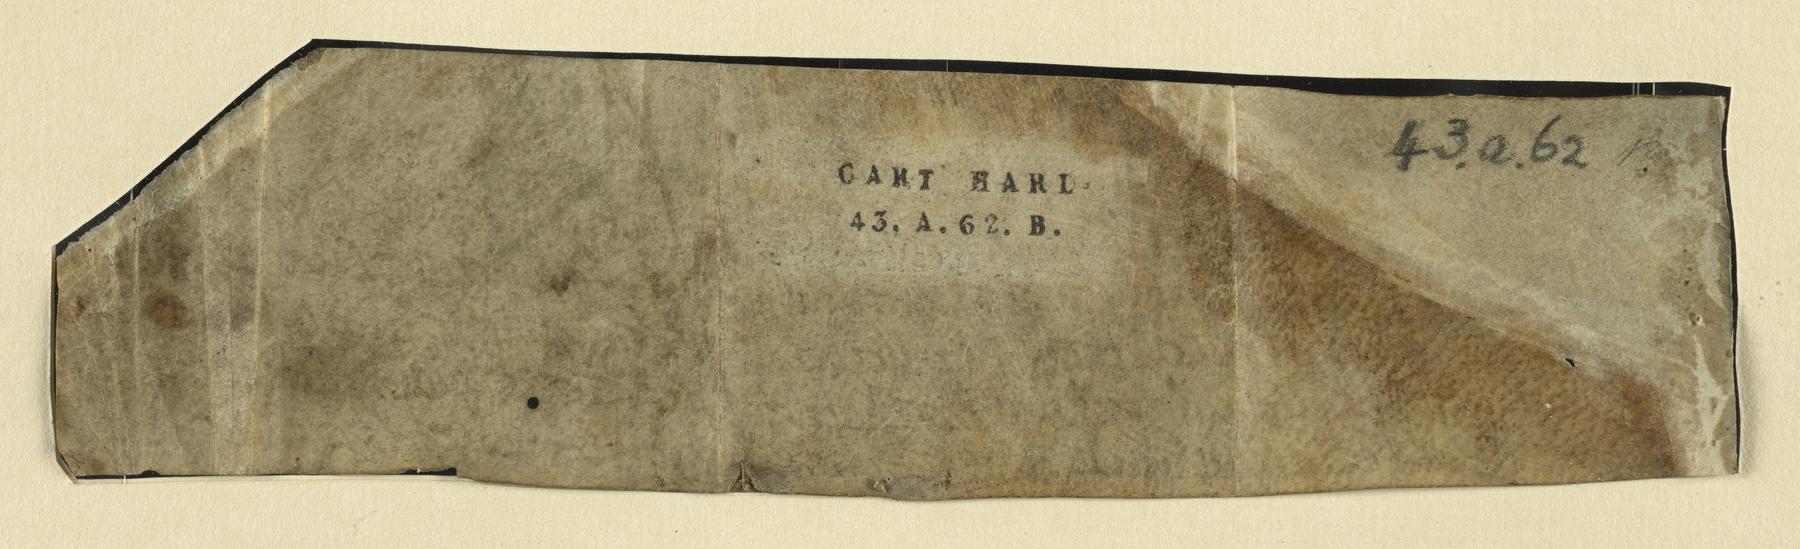 CART HARL.
43. A. 62. B.
43.a.62